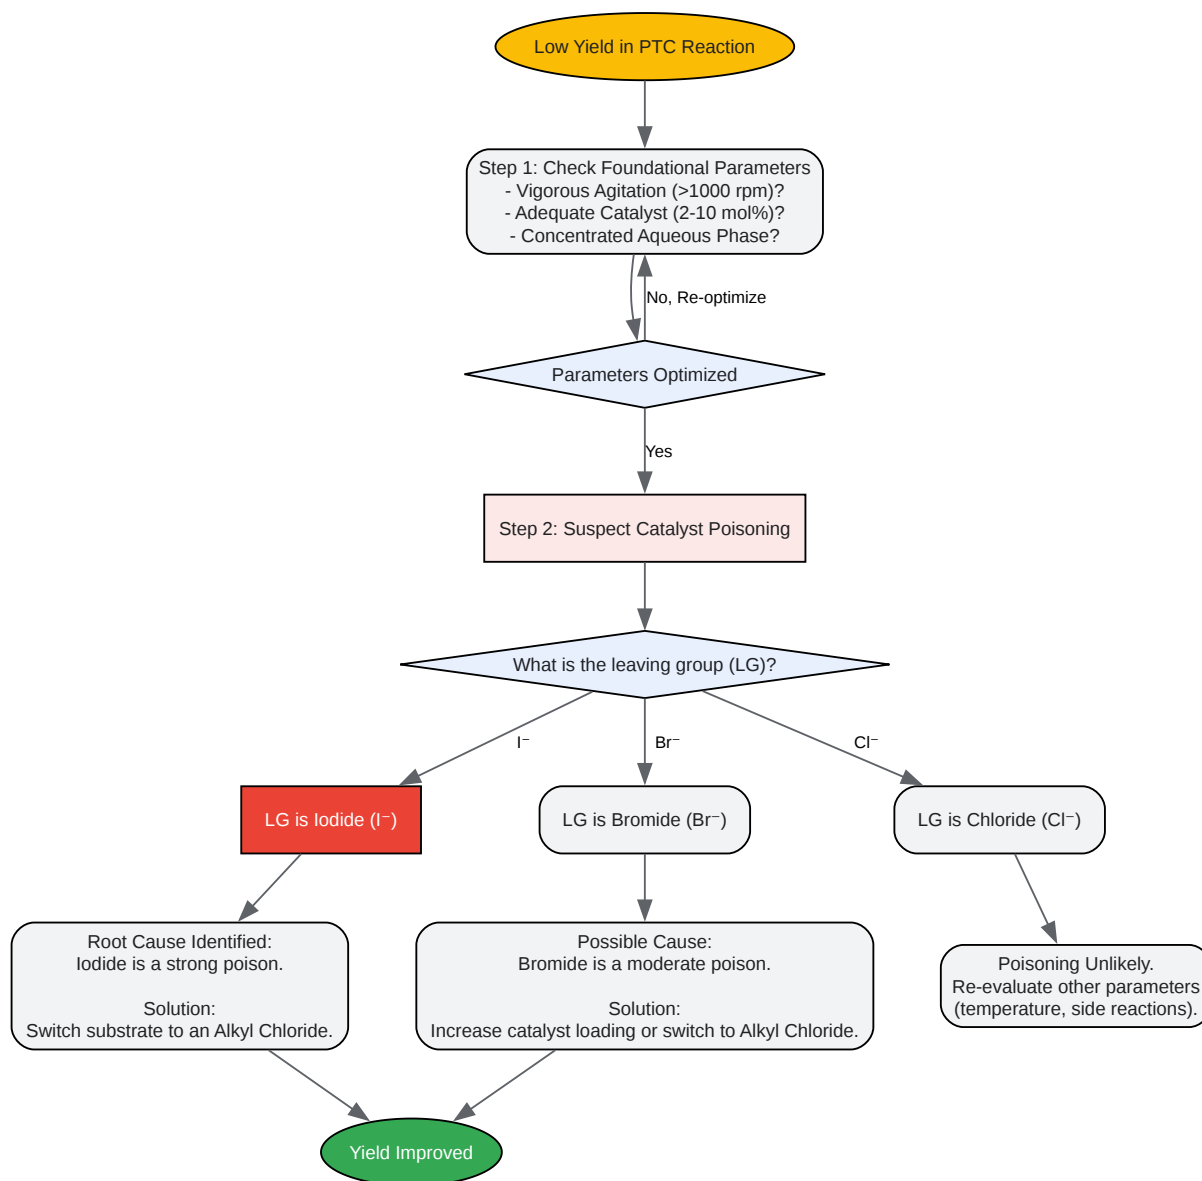 Low Yield in PTC Reaction
Step 1: Check Foundational Parameters
- Vigorous Agitation (>1000 rpm)?
- Adequate Catalyst (2-10 mol%)?
- Concentrated Aqueous Phase?
No, Re-optimize
Parameters Optimized
Yes
Step 2: Suspect Catalyst Poisoning
What is the leaving group (LG)?
I⁻
Br⁻
Cl⁻
LG is Iodide (I⁻)
LG is Bromide (Br⁻)
LG is Chloride (Cl⁻)
Root Cause Identified:
Iodide is a strong poison.
Solution:
Switch substrate to an Alkyl Chloride.
Possible Cause:
Bromide is a moderate poison.
Solution:
Increase catalyst loading or switch to Alkyl Chloride.
Poisoning Unlikely.
Re-evaluate other parameters
(temperature, side reactions).
Yield Improved